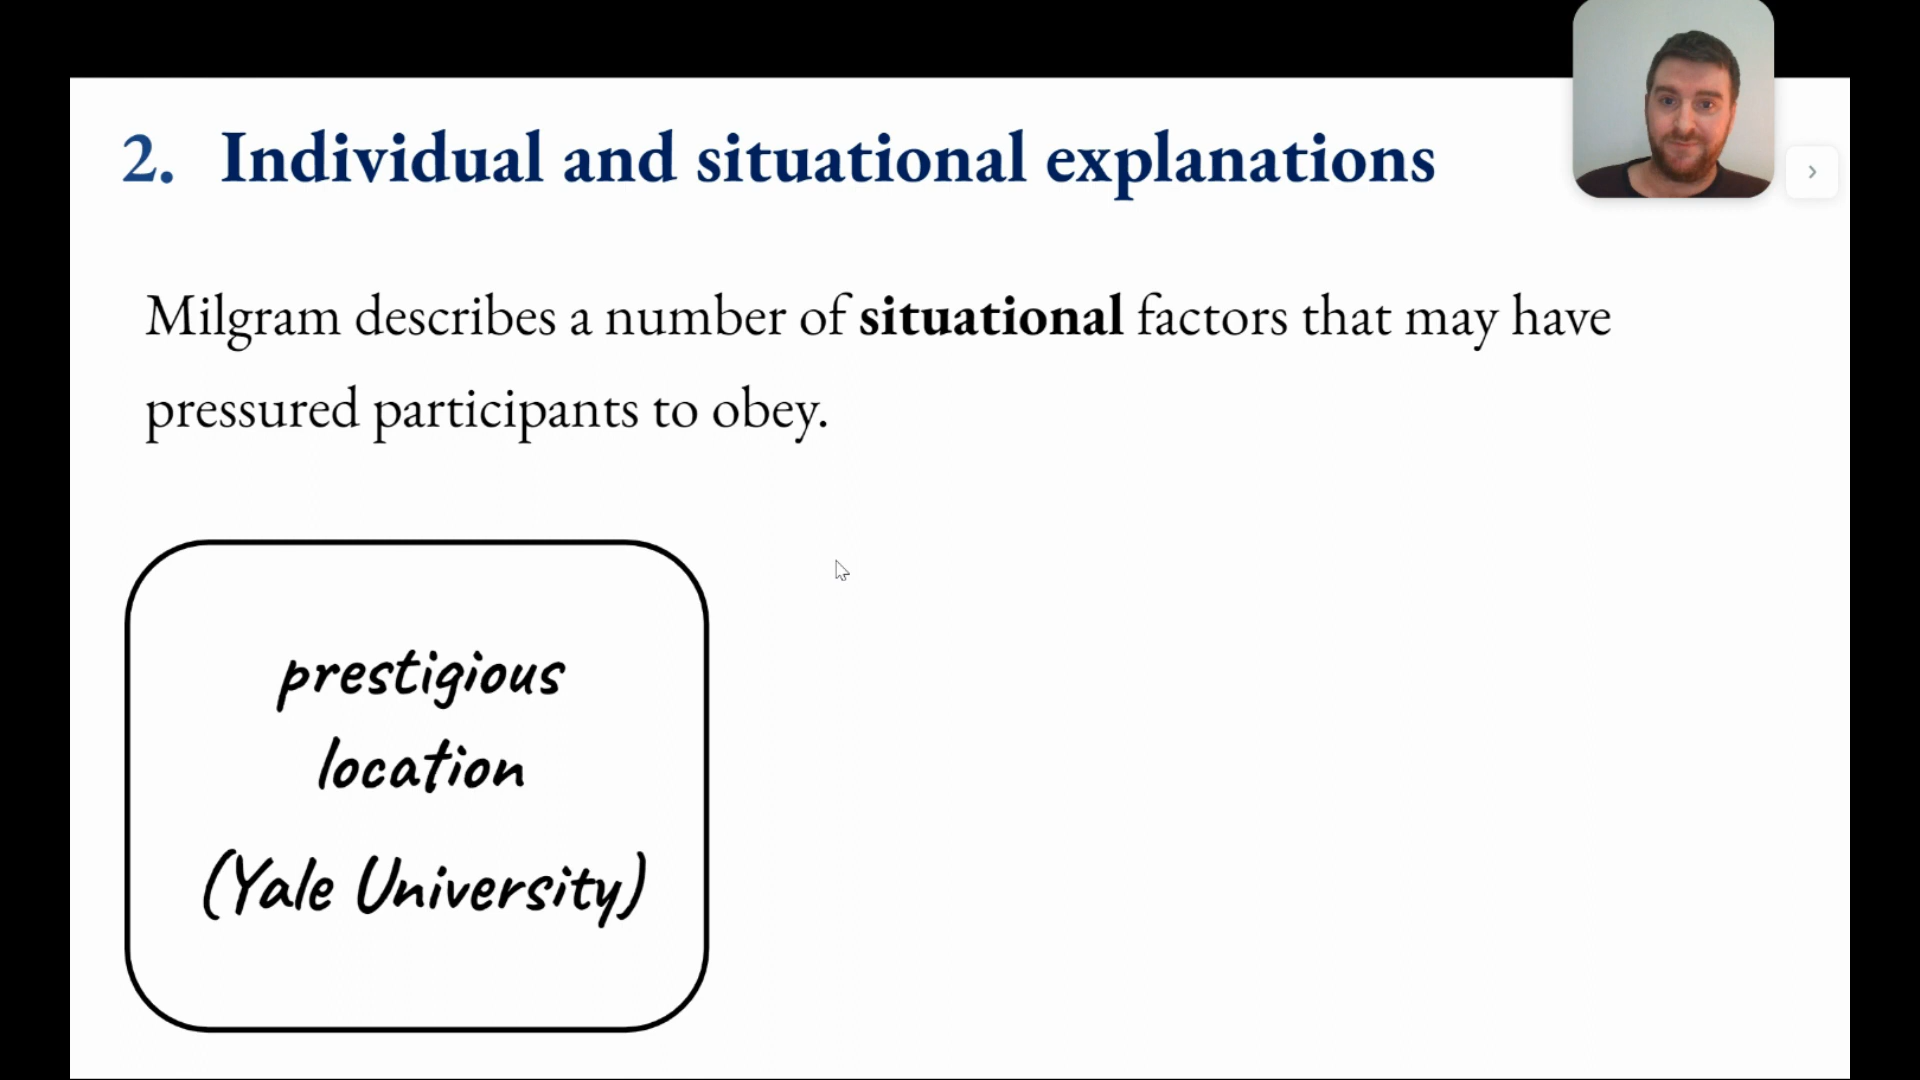 2. Individual and situational explanations
Milgram describes a number of situational factors that may have
pressured participants to obey.
prestigious
location
(Yale University)